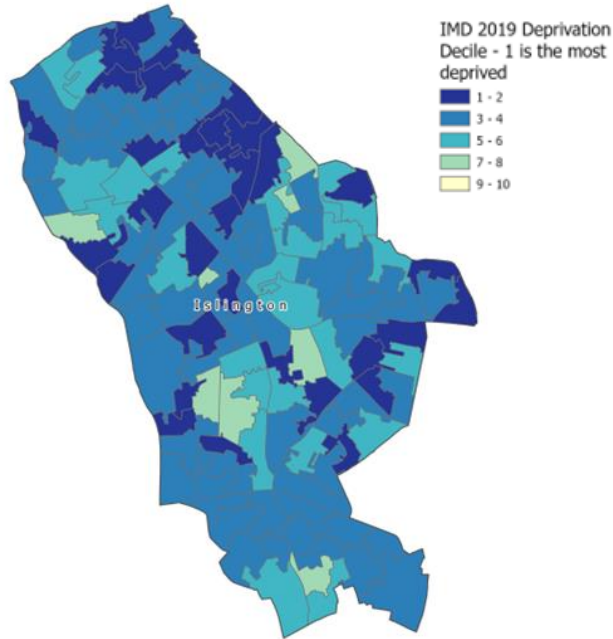 IMD 2019 Deprivation
Decile - 1 is the most
deprived
1 - 2
3 - 4
5 - 6
7 - 8
9 - 10
Islington